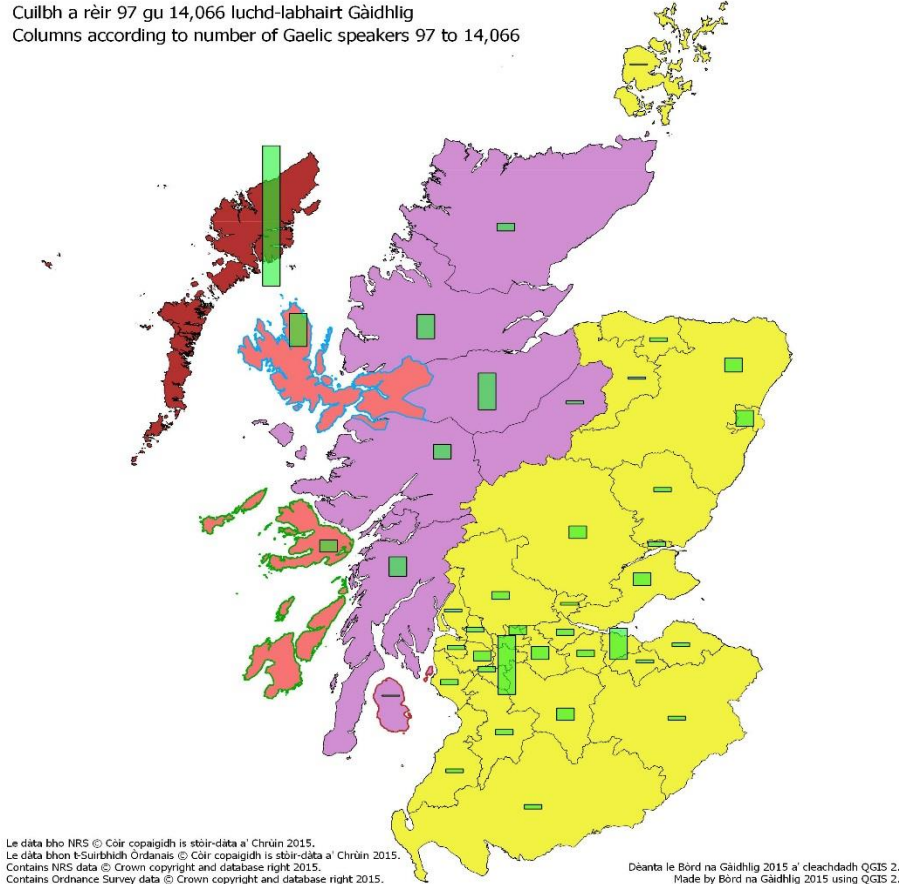 Cuilbh a rèir 97 gu 14,066 luchd-labhairt Gàidhlig
Columns according to number of Gaelic speakers 97 to 14,066
Le dàta bho NRS © Còir copaigidh is stòir-dàta a' Chrùin 2015.
Le dàta bhon t-Suirbhidh Òrdanais © Còir copaigidh is stòir-dàta a' Chrùin 2015.
Contains NRS data © Crown copyright and database right 2015.
Contains Ordnance Survey data © Crown copyright and database right 2015.
Dèanta le Bòrd na Gàidhlig 2015 a' cleachdadh QGIS 2.
Made by Bòrd na Gàidhlig 2015 using QGIS 2.